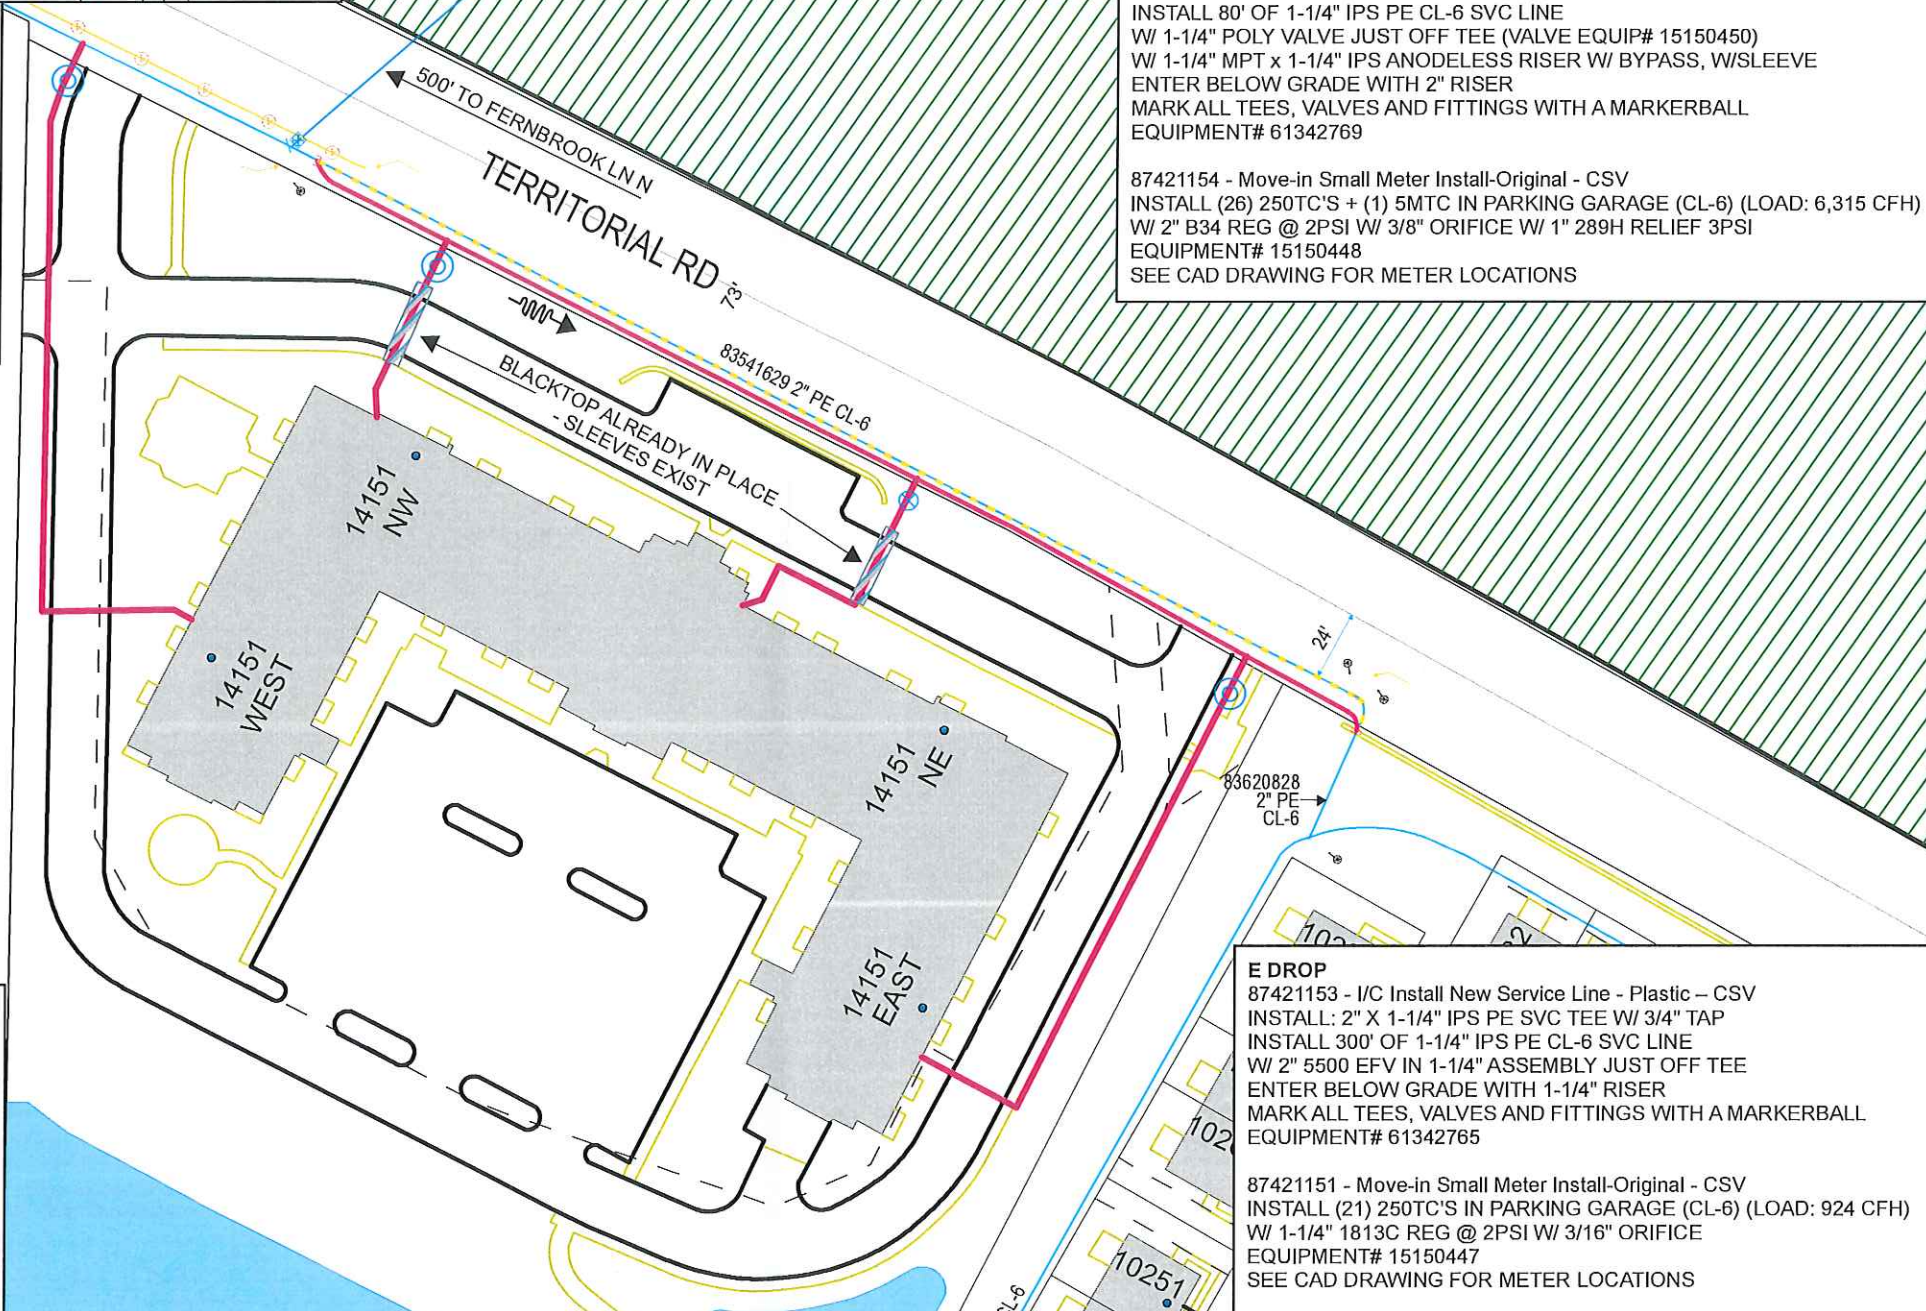 INSTALL 80' OF 1-1/4" IPS PE CL-6 SVC LINE
W/ 1-1/4" POLY VALVE JUST OFF TEE (VALVE EQUIP# 15150450)
W/ 1-1/4" MPT x 1-1/4" IPS ANODELESS RISER W/ BYPASS, W/SLEEVE
ENTER BELOW GRADE WITH 2" RISER
MARK ALL TEES, VALVES AND FITTINGS WITH A MARKERBALL
EQUIPMENT# 61342769
87421154 - Move-in Small Meter Install-Original - CSV
INSTALL (26) 250TC'S + (1) 5MTC IN PARKING GARAGE (CL-6) (LOAD: 6,315 CFH)
W/ 2" B34 REG @ 2PSI W/ 3/8" ORIFICE W/ 1" 289H RELIEF 3PSI
EQUIPMENT# 15150448
SEE CAD DRAWING FOR METER LOCATIONS
500' TO FERNBROOK LN N
TERRITORIAL RD
73'
83541629 2" PE CL-6
BLACKTOP ALREADY IN PLACE
- SLEEVES EXIST
14151
NW
14151
WEST
14151
NE
14151
EAST
24'
83620828
2" PE
CL-6
10251
CL-6
E DROP
87421153 - I/C Install New Service Line - Plastic – CSV
INSTALL: 2" X 1-1/4" IPS PE SVC TEE W/ 3/4" TAP
INSTALL 300' OF 1-1/4" IPS PE CL-6 SVC LINE
W/ 2" 5500 EFV IN 1-1/4" ASSEMBLY JUST OFF TEE
ENTER BELOW GRADE WITH 1-1/4" RISER
MARK ALL TEES, VALVES AND FITTINGS WITH A MARKERBALL
EQUIPMENT# 61342765
87421151 - Move-in Small Meter Install-Original - CSV
INSTALL (21) 250TC'S IN PARKING GARAGE (CL-6) (LOAD: 924 CFH)
W/ 1-1/4" 1813C REG @ 2PSI W/ 3/16" ORIFICE
EQUIPMENT# 15150447
SEE CAD DRAWING FOR METER LOCATIONS